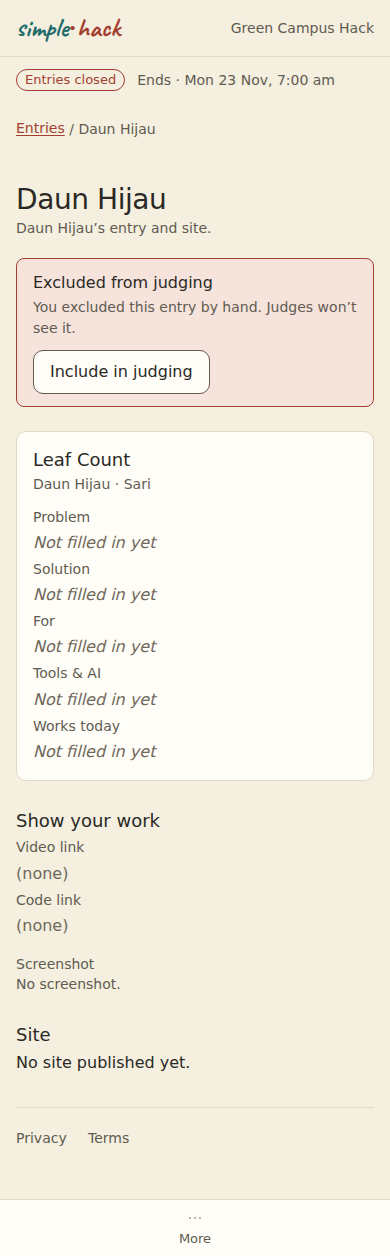 simple·hack
Green Campus Hack
Entries closed
Ends · Mon 23 Nov, 7:00 am
Entries / Daun Hijau
Daun Hijau
Daun Hijau’s entry and site.
Excluded from judging
You excluded this entry by hand. Judges won’t
see it.
Include in judging
Leaf Count
Daun Hijau · Sari
Problem
Not filled in yet
Solution
Not filled in yet
For
Not filled in yet
Tools & AI
Not filled in yet
Works today
Not filled in yet
Show your work
Video link
(none)
Code link
(none)
Screenshot
No screenshot.
Site
No site published yet.
Privacy Terms
...
More